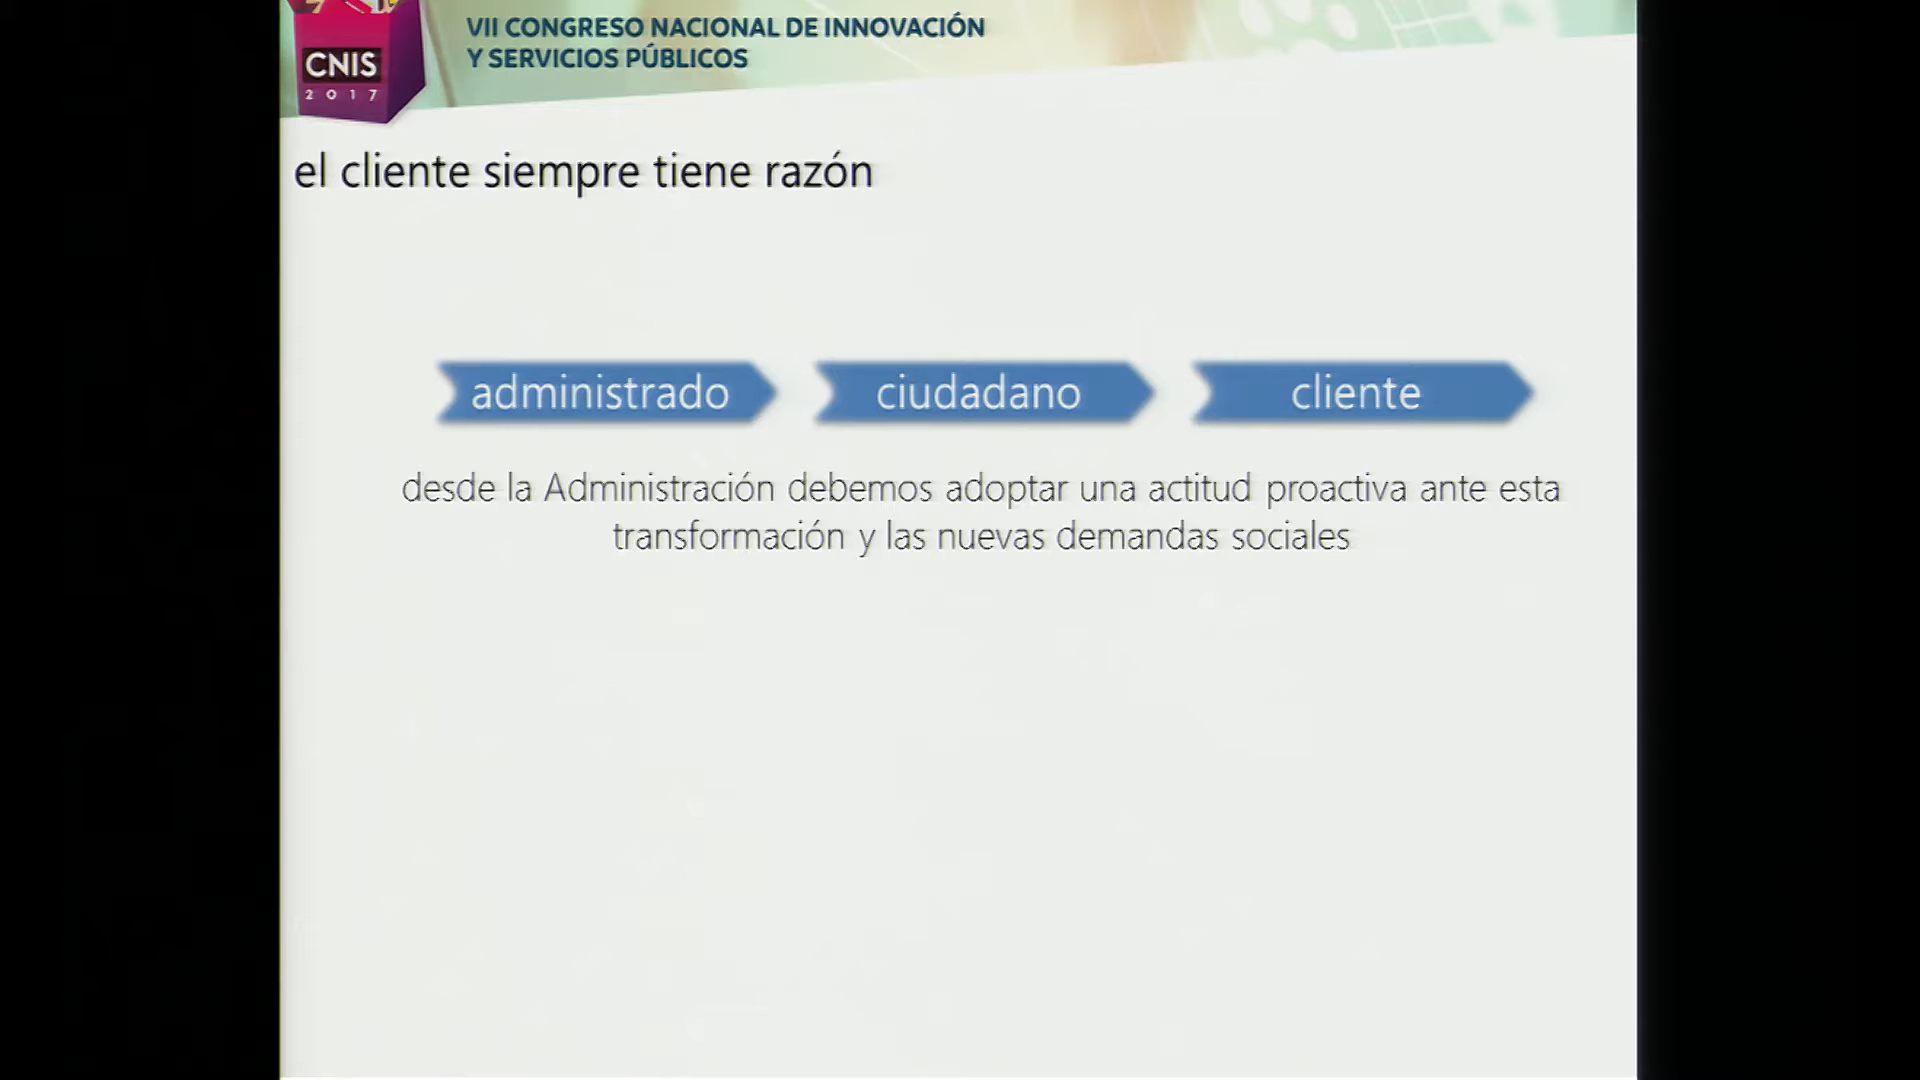 VII CONGRESO NACIONAL DE INNOVACIÓN
Y SERVICIOS PÚBLICOS
CNIS
2017
el cliente siempre tiene razón
administrado
ciudadano
cliente
desde la Administración debemos adoptar una actitud proactiva ante esta
transformación y las nuevas demandas sociales